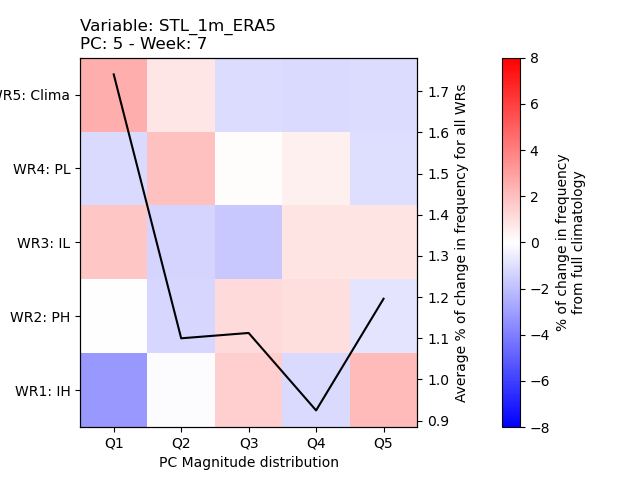 Variable: STL_1m_ERA5
PC: 5 - Week: 7
WR5: Clima
WR4: PL
WR3: IL
WR2: PH
WR1: IH
Q1 Q2 Q3 Q4 Q5
PC Magnitude distribution
1.7
1.6
1.5
1.4
1.3
1.2
1.1
1.0
0.9
Average % of change in frequency for all WRs
8
6
4
2
0
−2
−4
−6
−8
% of change in frequency
from full climatology